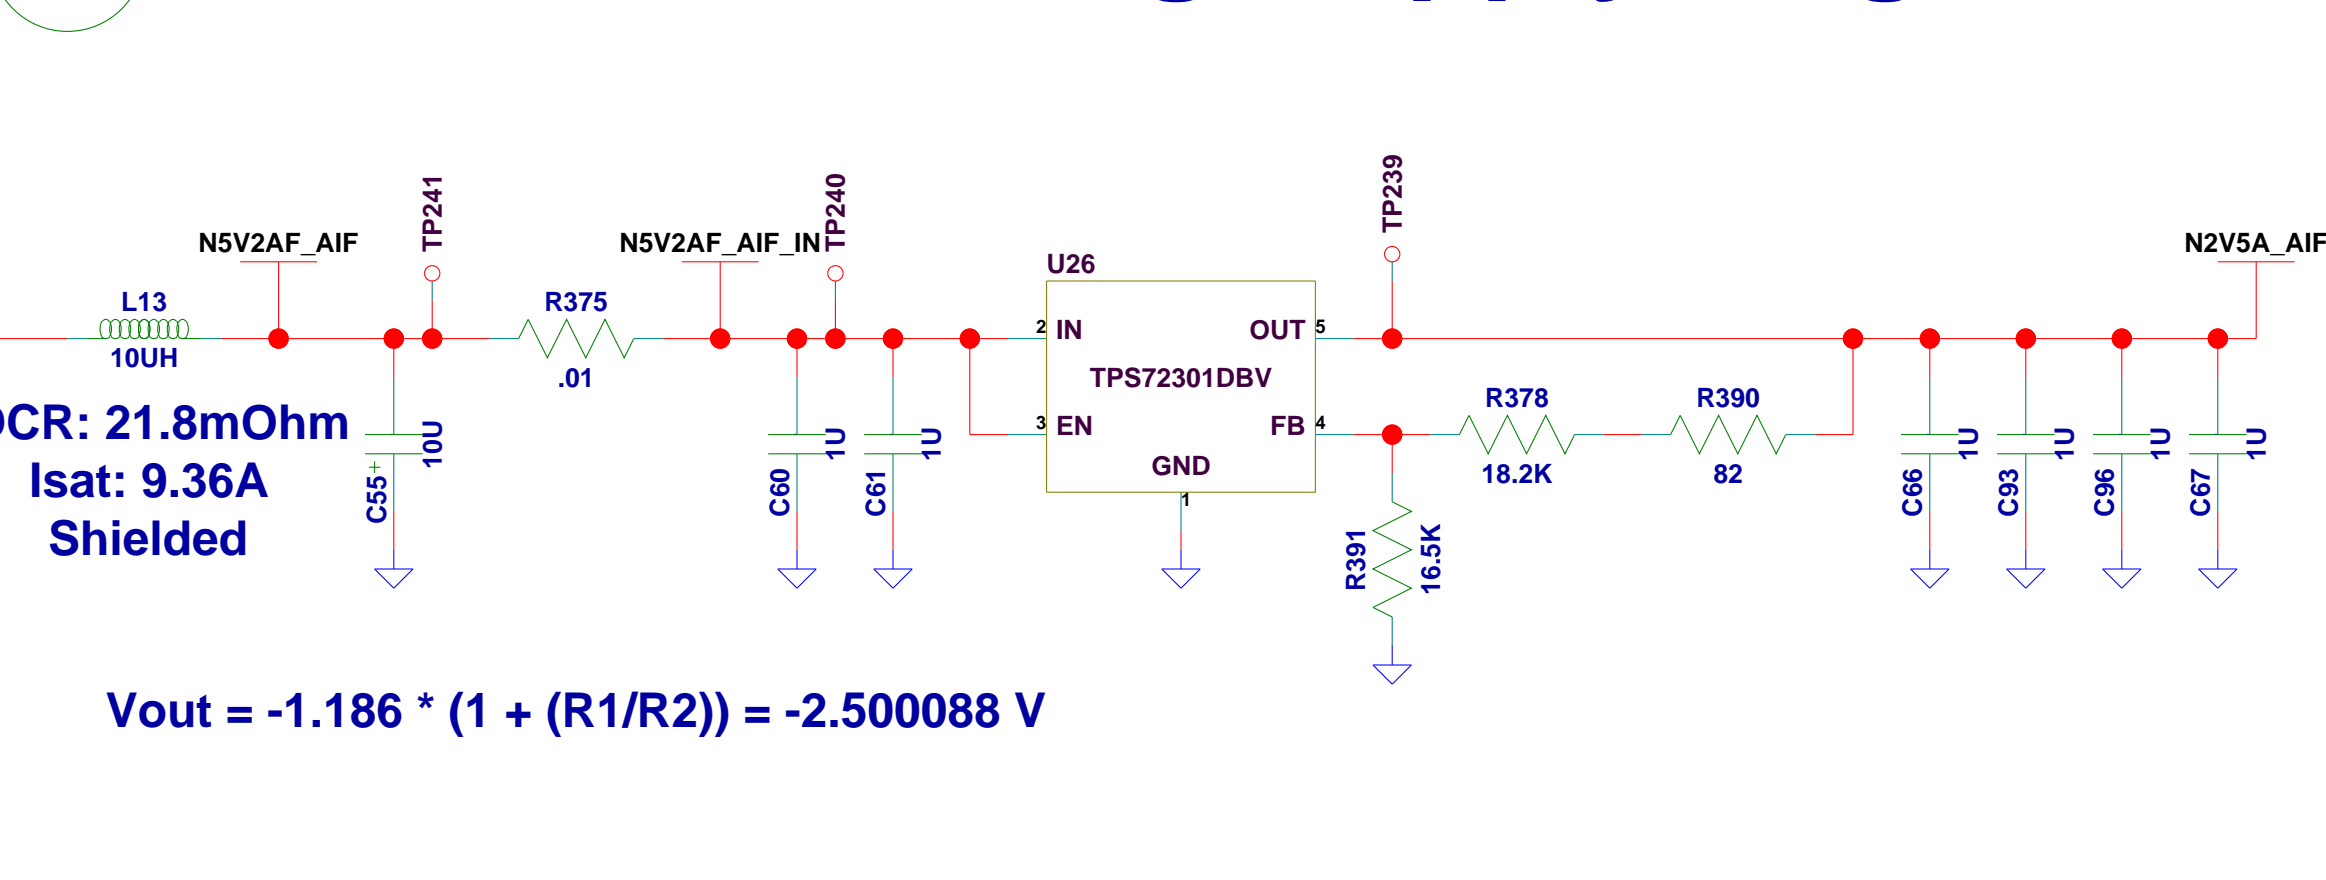 TP241
TP240
TP239
N5V2AF_AIF
N5V2AF_AIF_IN
N2V5A_AIF
U26
L13
10UH
R375
.01
2
IN
OUT
5
TPS72301DBV
3
EN
FB
4
GND
1
R378
18.2K
R390
82
R391
16.5K
DCR: 21.8mOhm
Isat: 9.36A
Shielded
10U
C55
+
1U
C60
1U
C61
1U
C66
1U
C93
1U
C96
1U
C67
Vout = -1.186 * (1 + (R1/R2)) = -2.500088 V